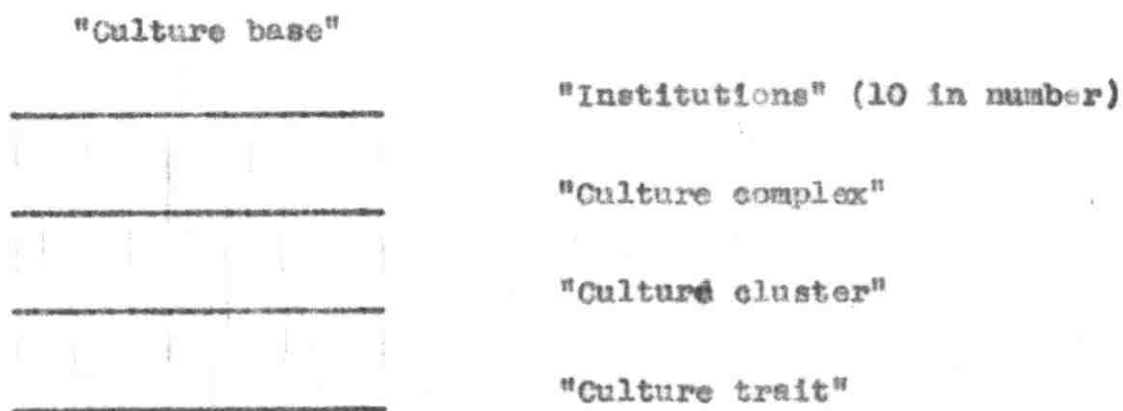 "Culture base"
"Institutions" (10 in number)
"Culture complex"
"Culture cluster"
"Culture trait"